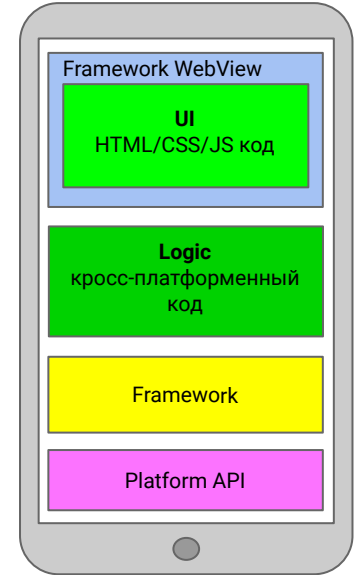 Framework WebView
UI
HTML/CSS/JS код
Logic
кросс-платформенный
код
Framework
Platform API